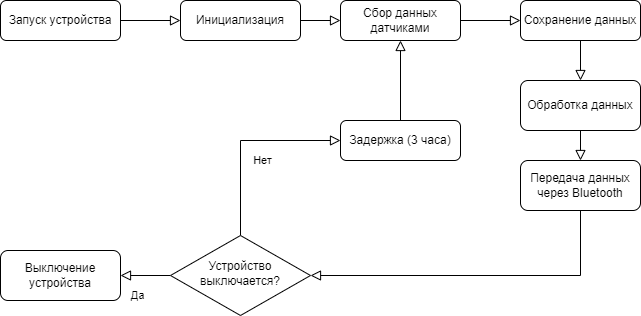 Запуск устройства
Инициализация
Сбор данных
датчиками
Сохранение данных
Обработка данных
Передача данных
через Bluetooth
Устройство
выключается?
Нет
Задержка (3 часа)
Да
Выключение
устройства